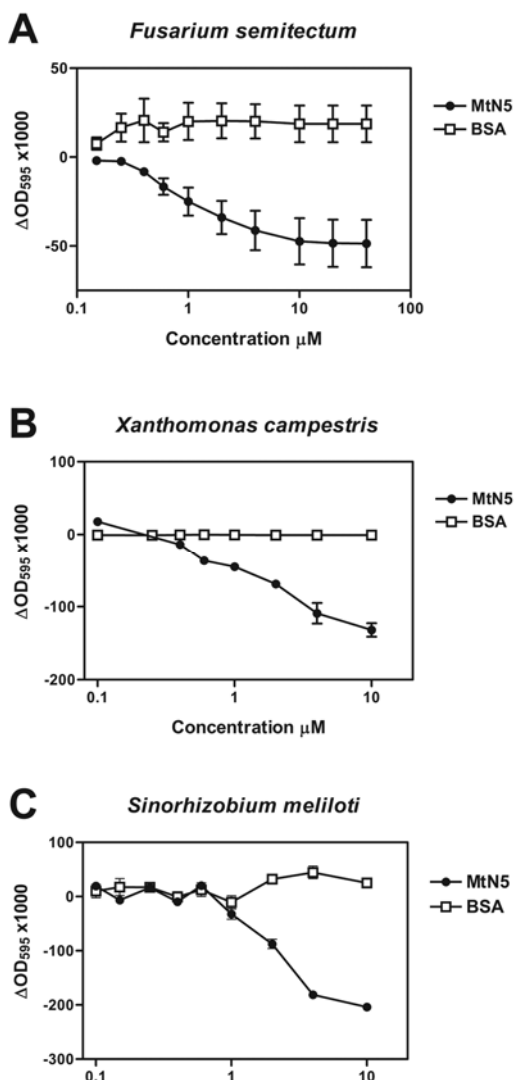 A
Fusarium semitectum
50
0
-50
ΔOD595 x1000
0.1 1 10 100
Concentration μM
MtN5
BSA
B
Xanthomonas campestris
100
0
-100
-200
ΔOD595 x1000
0.1 1 10
Concentration μM
MtN5
BSA
C
Sinorhizobium meliloti
100
0
-100
-200
-300
ΔOD595 x1000
0.1 1 10
MtN5
BSA